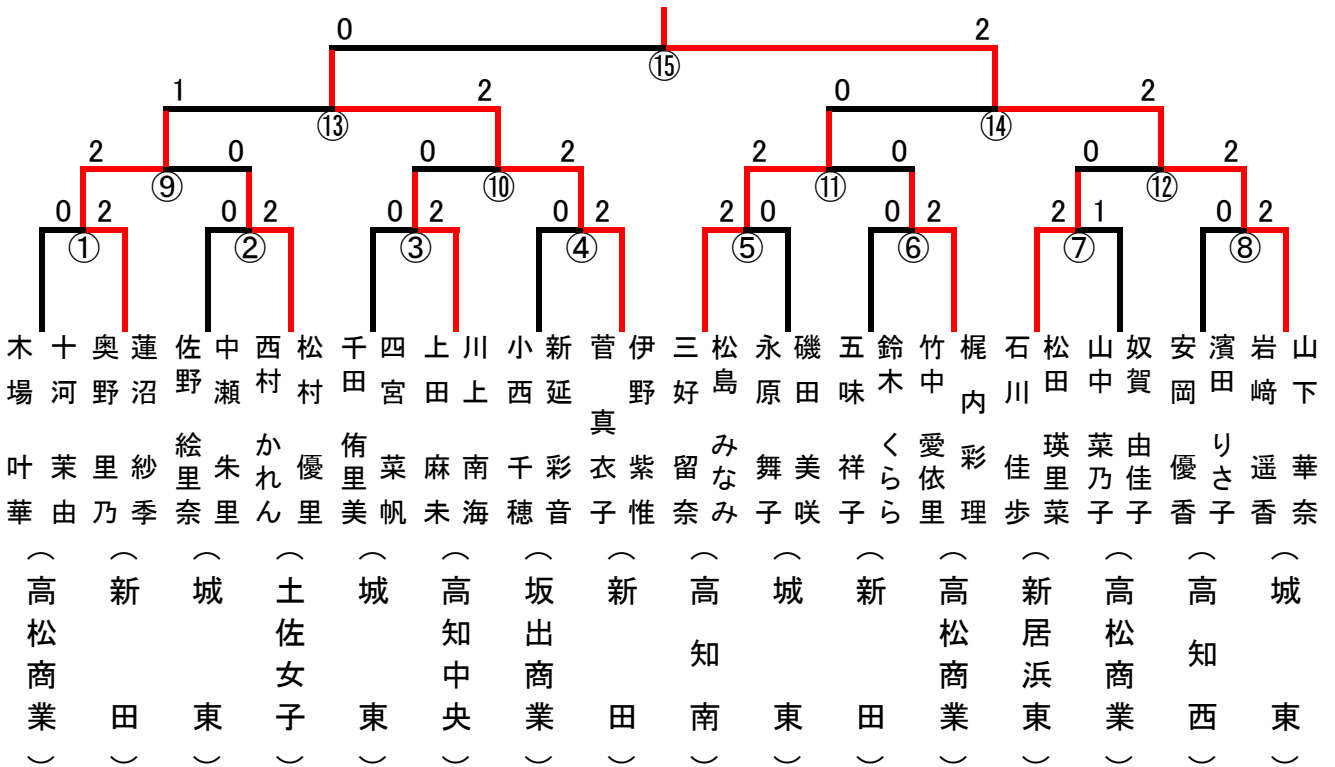 0 2
⑮
1 2 0 2
⑬ ⑭
2 0 0 2 2 0 0 2
⑨ ⑩ ⑪ ⑫
0 2 0 2 0 2 0 2 2 0 0 2 2 1 0 2
① ② ③ ④ ⑤ ⑥ ⑦ ⑧
木場 叶華
十河 茉由
(高松商業)
奥野 里乃
蓮沼 紗季
(新田)
佐野 絵里奈
中瀬 朱里
(城東)
西村 かれん
松村 優里
(土佐女子)
千田 侑里美
四宮 菜帆
(城東)
上田 麻未
川上 南海
(高知中央)
小西 千穂
新延 彩音
(坂出商業)
菅 真衣子
伊野 紫惟
(新田)
三好 留奈
松島 みなみ
(高知南)
永原 舞子
磯田 美咲
(城東)
五味 祥子
鈴木 くらら
(新田)
竹中 愛依里
梶内 彩理
(高松商業)
石川 佳歩
松田 瑛里菜
(新居浜東)
山中 菜乃子
奴賀 由佳子
(高松商業)
安岡 優香
濱田 りさ子
(高知西)
岩﨑 遥香
山下 華奈
(城東)